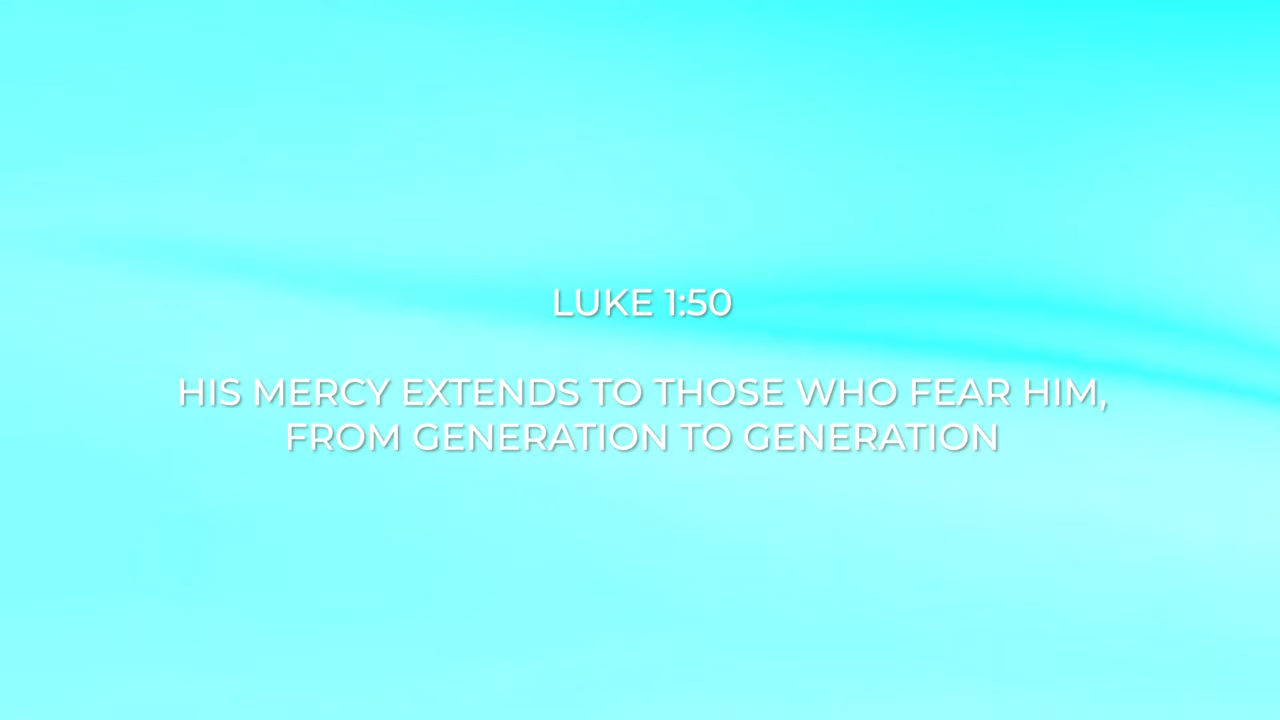 LUKE 1:50
HIS MERCY EXTENDS TO THOSE WHO FEAR HIM,
FROM GENERATION TO GENERATION